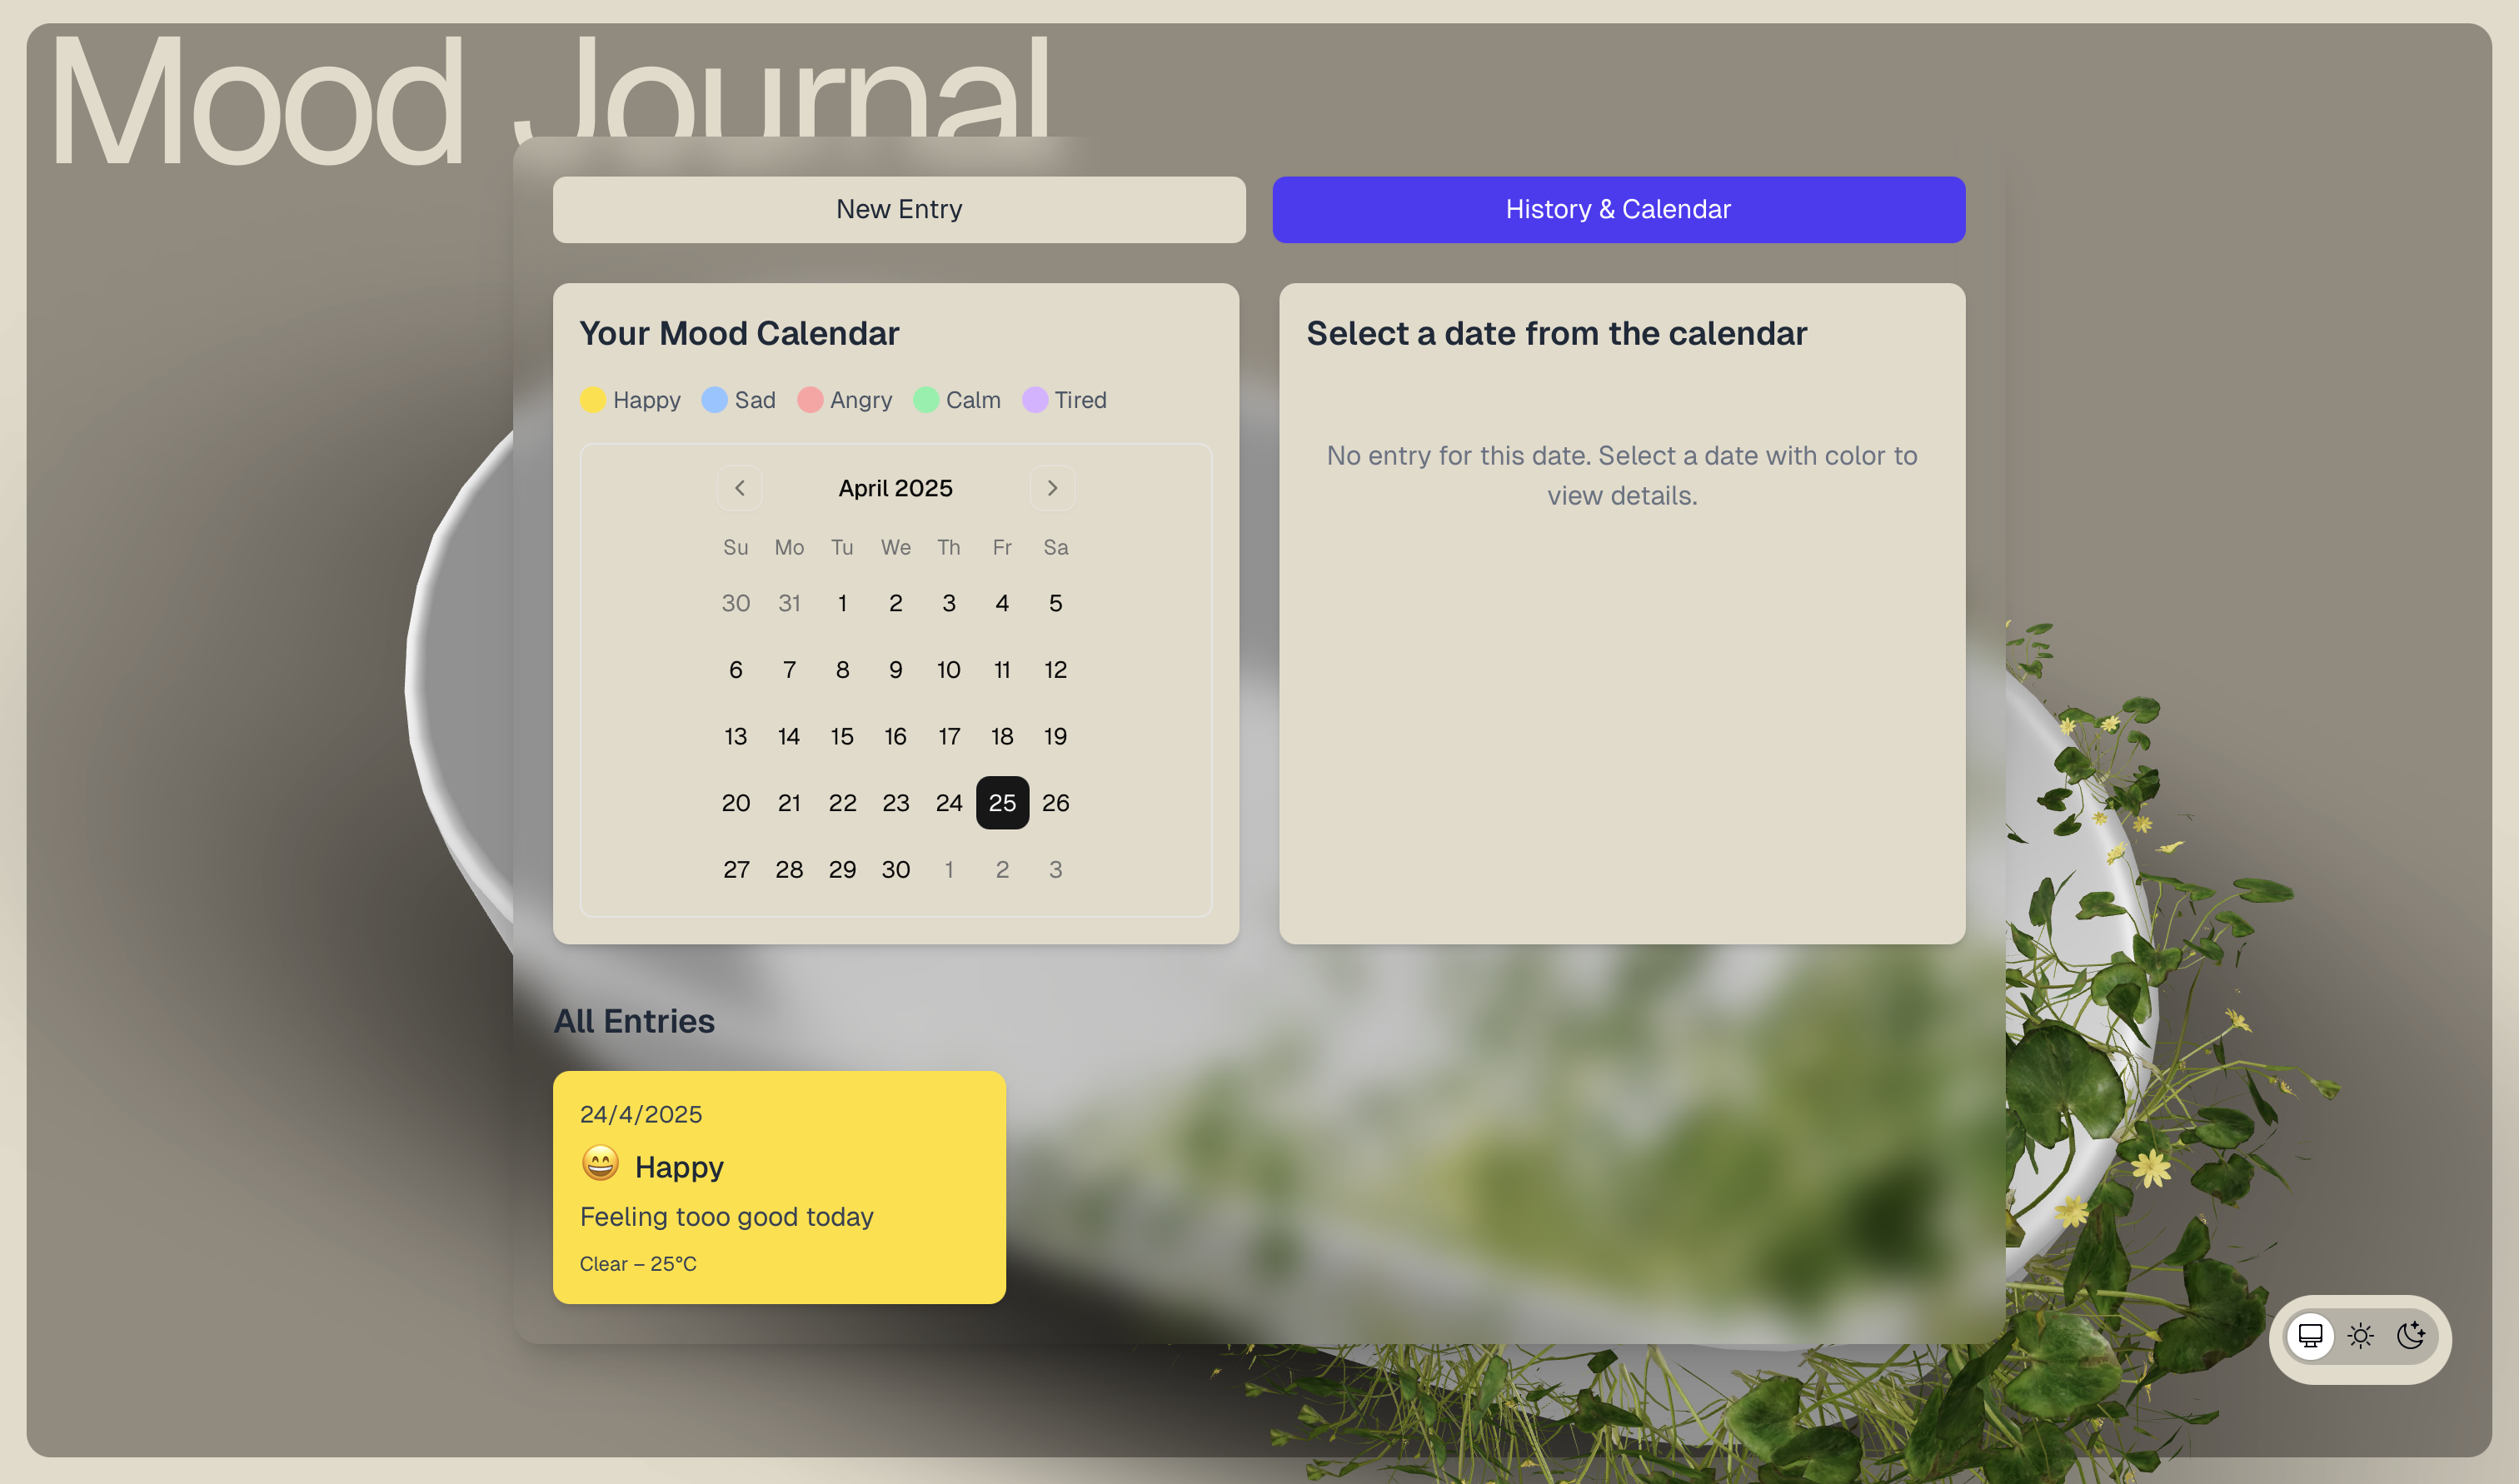 Mood Journal
New Entry
History & Calendar
Your Mood Calendar
Happy Sad Angry Calm Tired
April 2025
Su Mo Tu We Th Fr Sa
30 31 1 2 3 4 5
6 7 8 9 10 11 12
13 14 15 16 17 18 19
20 21 22 23 24 25 26
27 28 29 30 1 2 3
Select a date from the calendar
No entry for this date. Select a date with color to
view details.
All Entries
24/4/2025
😄 Happy
Feeling tooo good today
Clear – 25°C